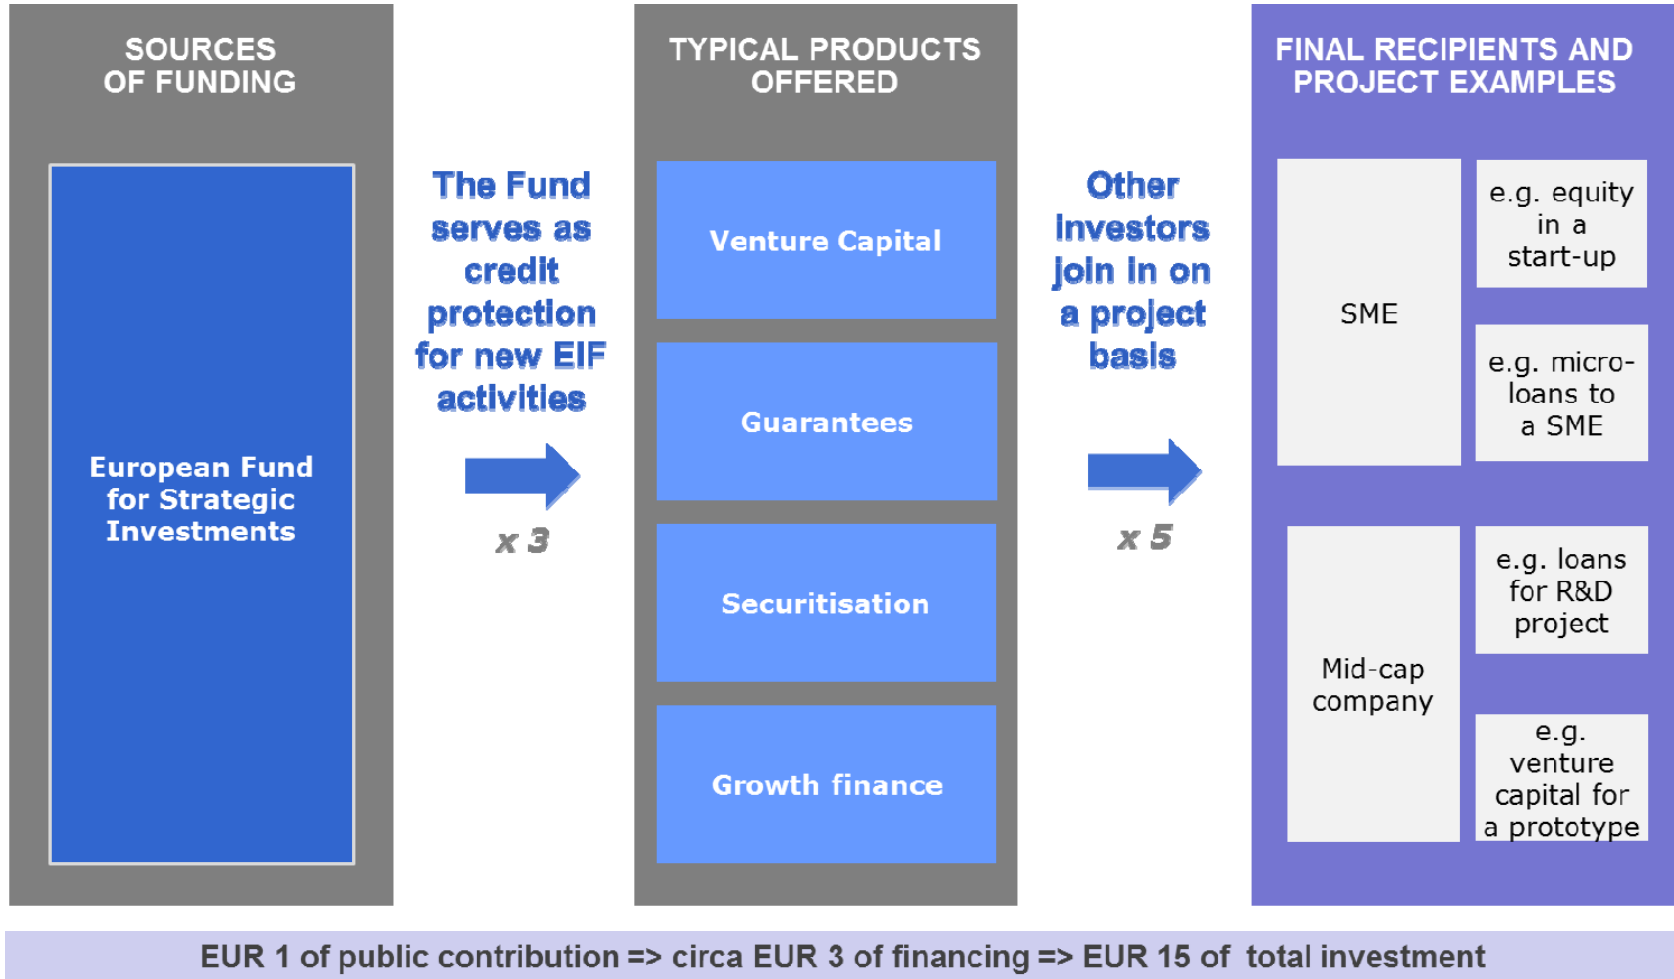 SOURCES
OF FUNDING
European Fund
for Strategic
Investments
The Fund
serves as
credit
protection
for new EIF
activities
x 3
TYPICAL PRODUCTS
OFFERED
Venture Capital
Guarantees
Securitisation
Growth finance
Other
investors
join in on
a project
basis
x 5
FINAL RECIPIENTS AND
PROJECT EXAMPLES
SME
e.g. equity
in a
start-up
e.g. micro-
loans to
a SME
Mid-cap
company
e.g. loans
for R&D
project
e.g.
venture
capital for
a prototype
EUR 1 of public contribution => circa EUR 3 of financing => EUR 15 of total investment